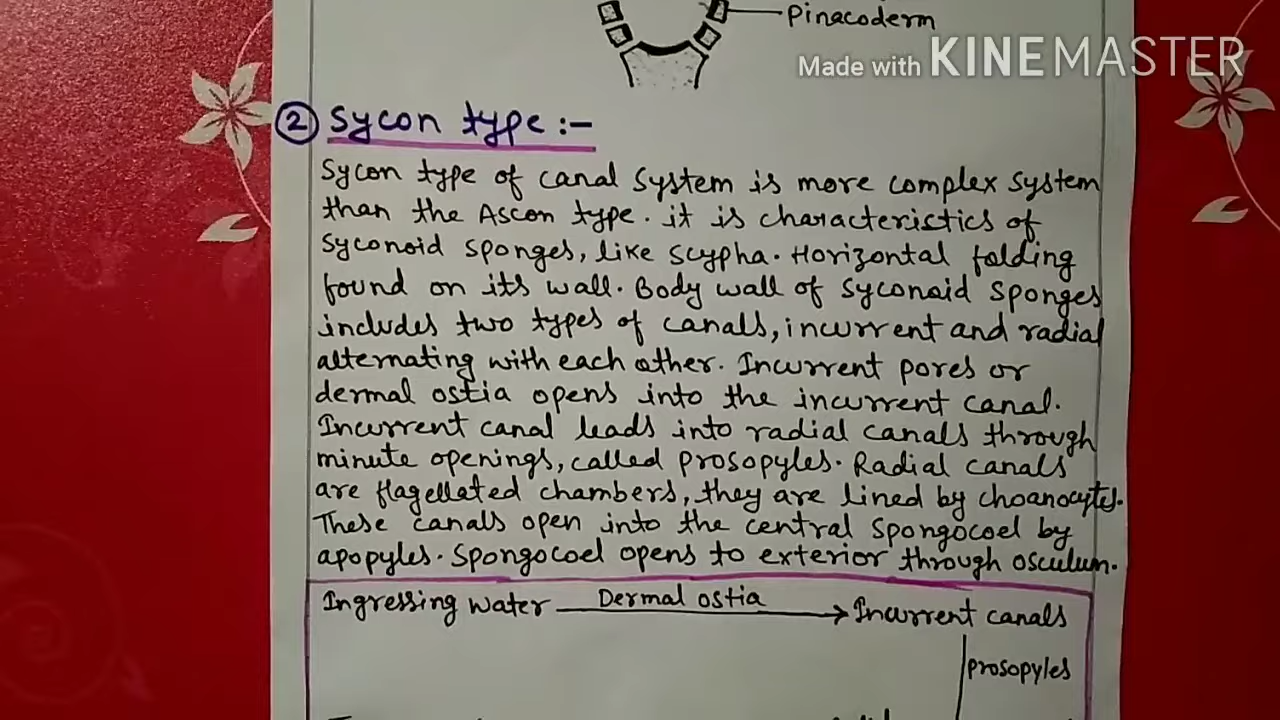 Pinacoderm
Made with KINEMASTER
② Sycon type :-
Sycon type of canal system is more complex system
than the Ascon type. it is characteristics of
syconoid sponges, like scypha. Horizontal folding
found on its wall. Body wall of syconoid sponges
includes two types of canals, incurrent and radial
alternating with each other. Incurrent pores or
dermal ostia opens into the incurrent canal.
Incurrent canal leads into radial canals through
minute openings, called prosopyles. Radial canals
are flagellated chambers, they are lined by choanocytes.
These canals open into the central spongocoel by
apopyles. Spongocoel opens to exterior through osculum.
Ingressing water Dermal ostia Incurrent canals
prosopyles